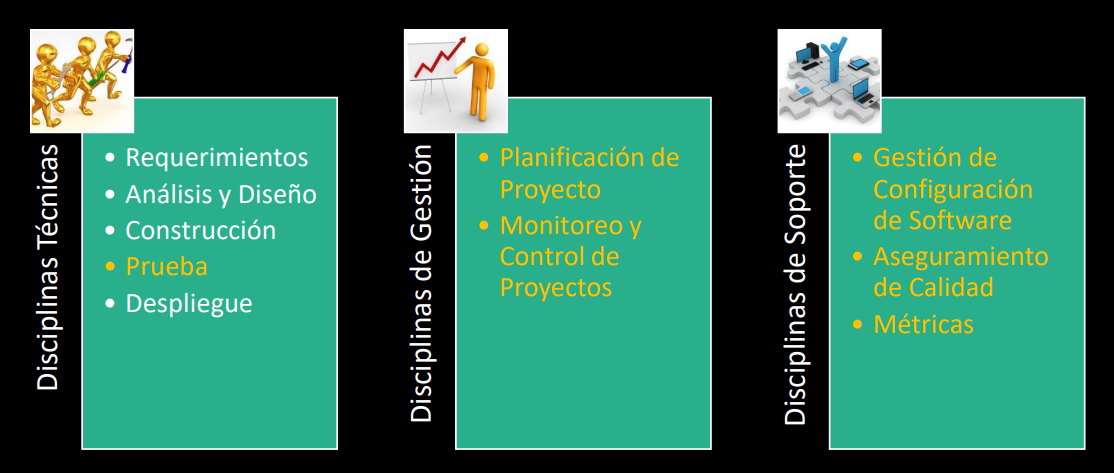 Disciplinas Técnicas
• Requerimientos
• Análisis y Diseño
• Construcción
• Prueba
• Despliegue
Disciplinas de Gestión
• Planificación de
Proyecto
• Monitoreo y
Control de
Proyectos
Disciplinas de Soporte
• Gestión de
Configuración
de Software
• Aseguramiento
de Calidad
• Métricas